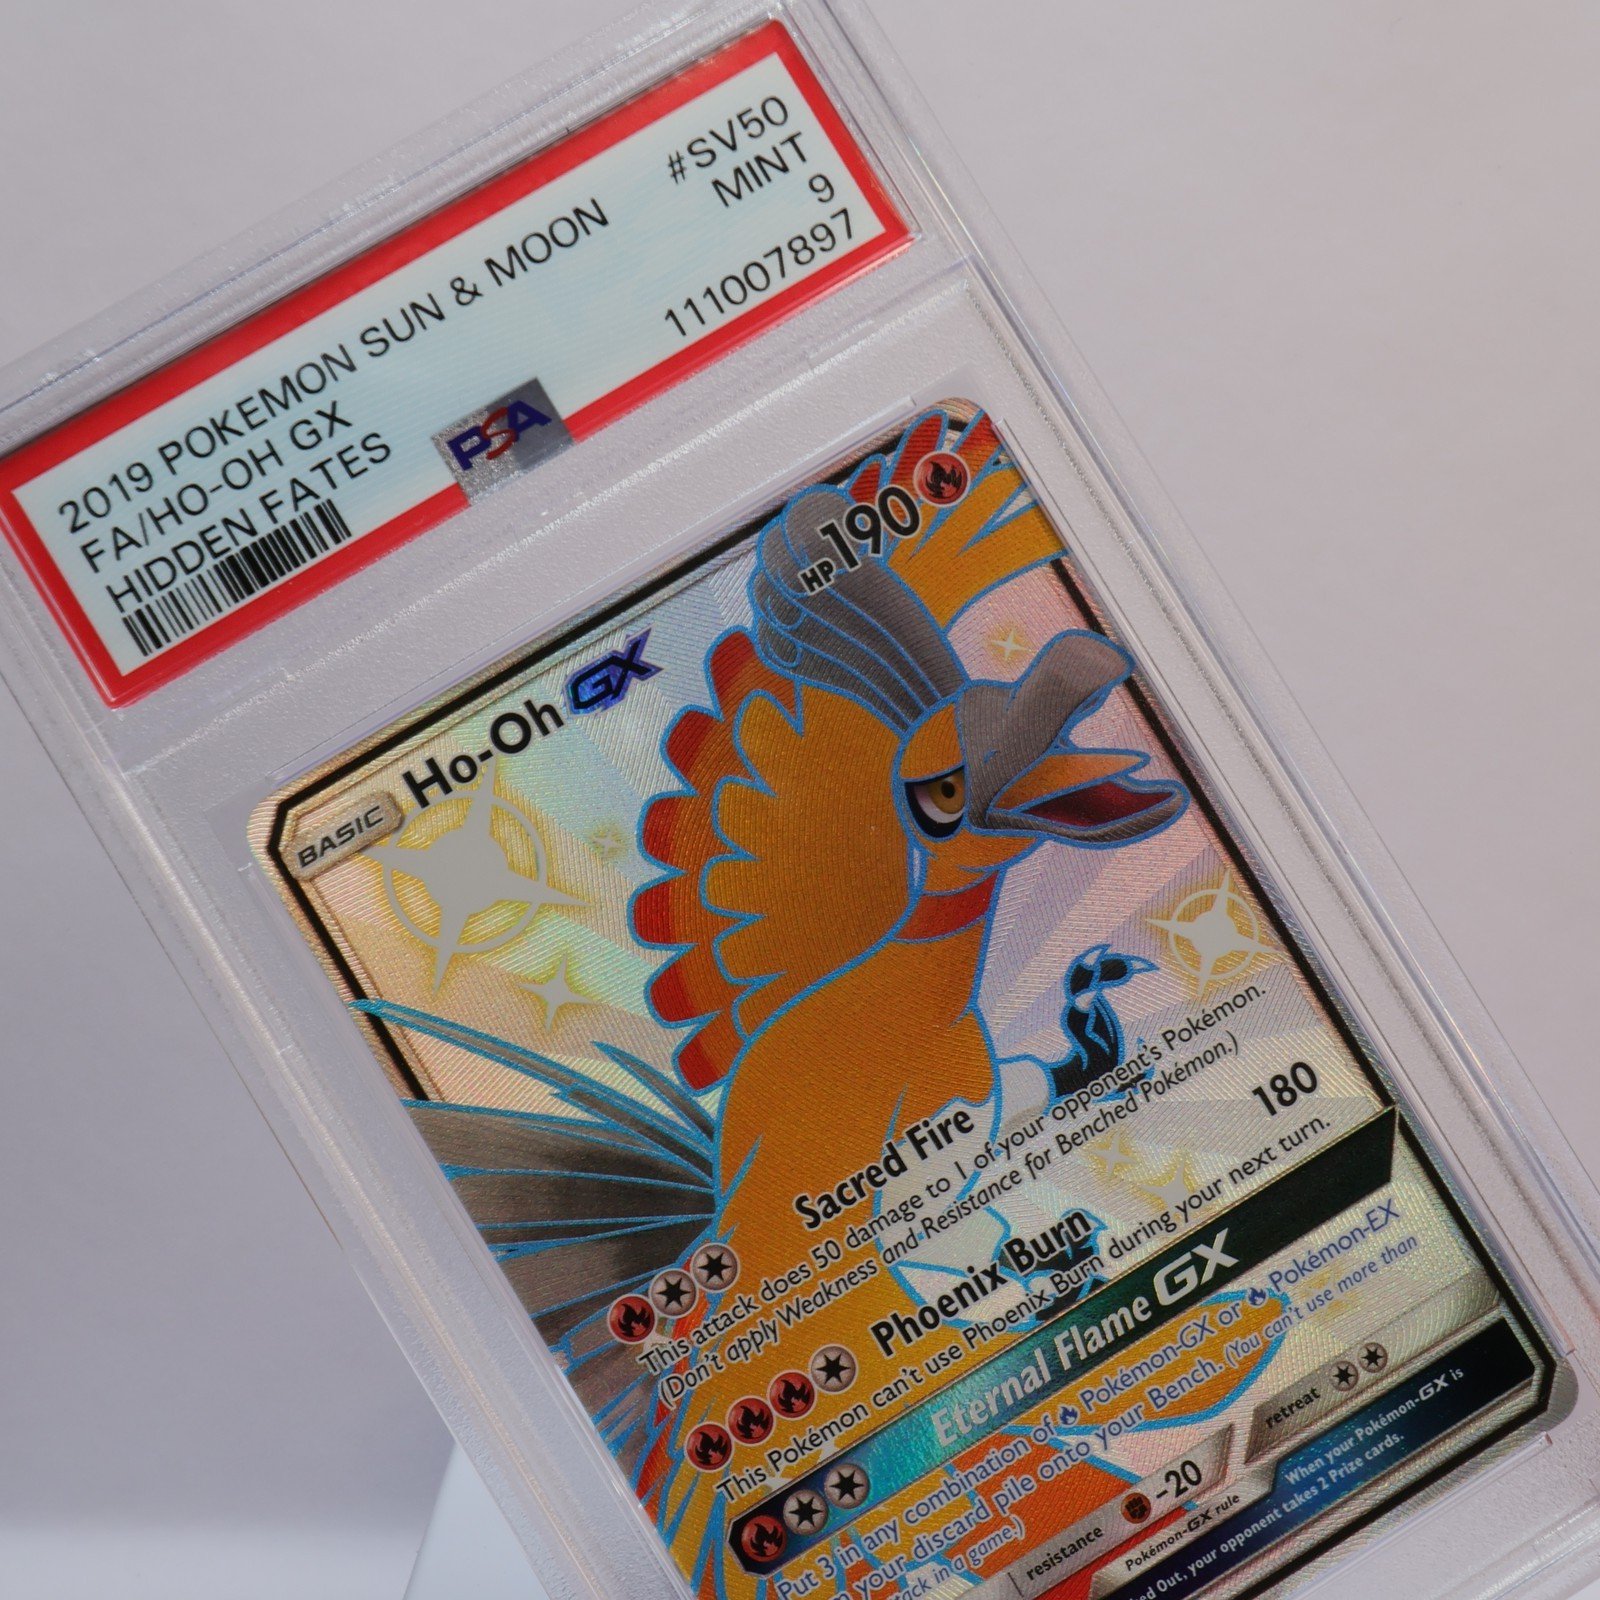 2019 POKEMON SUN & MOON
FA/HO-OH GX
HIDDEN FATES
#SV50
MINT
9
111007897
PSA
BASIC
Ho-Oh GX
HP 190
Sacred Fire
This attack does 50 damage to 1 of your opponent's Pokémon.
(Don't apply Weakness and Resistance for Benched Pokémon.)
Phoenix Burn 180
This Pokémon can't use Phoenix Burn during your next turn.
Eternal Flame GX
Put 3 in any combination of Pokémon-GX or Pokémon-EX
your discard pile onto your Bench. (You can't use more than
in a game.)
resistance -20
retreat
Pokémon-GX rule
When your Pokémon-GX is
Out, your opponent takes 2 Prize cards.